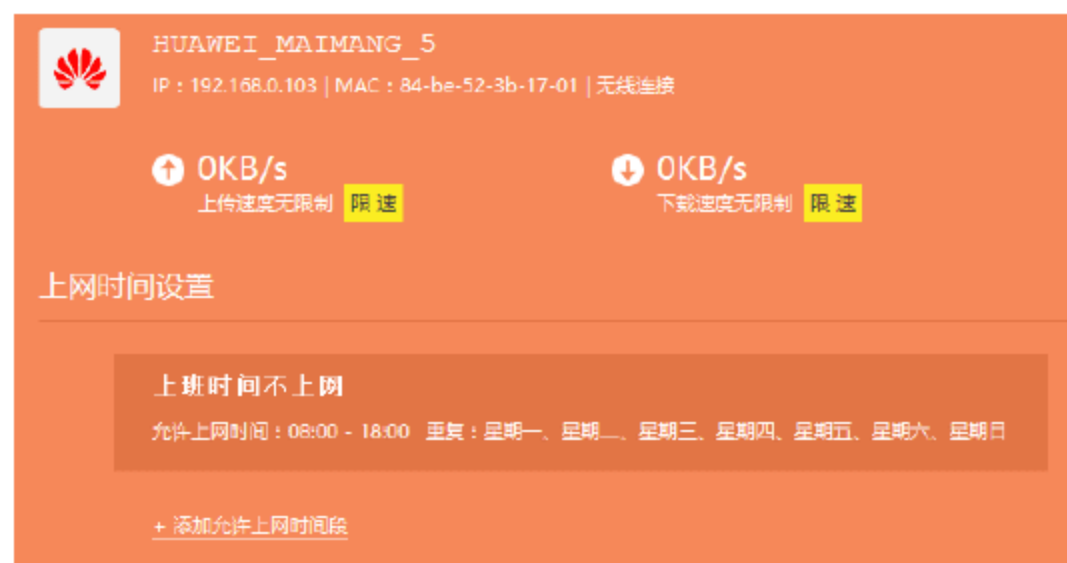 HUAWEI_MAIMANG_5
IP：192.168.0.103 | MAC：84-be-52-3b-17-01 | 无线连接
0KB/s 0KB/s
上传速度无限制 限 速 下载速度无限制 限 速
上网时间设置
上班时间不上网
允许上网时间：08:00 - 18:00 重复：星期一、星期二、星期三、星期四、星期五、星期六、星期日
+ 添加允许上网时间段